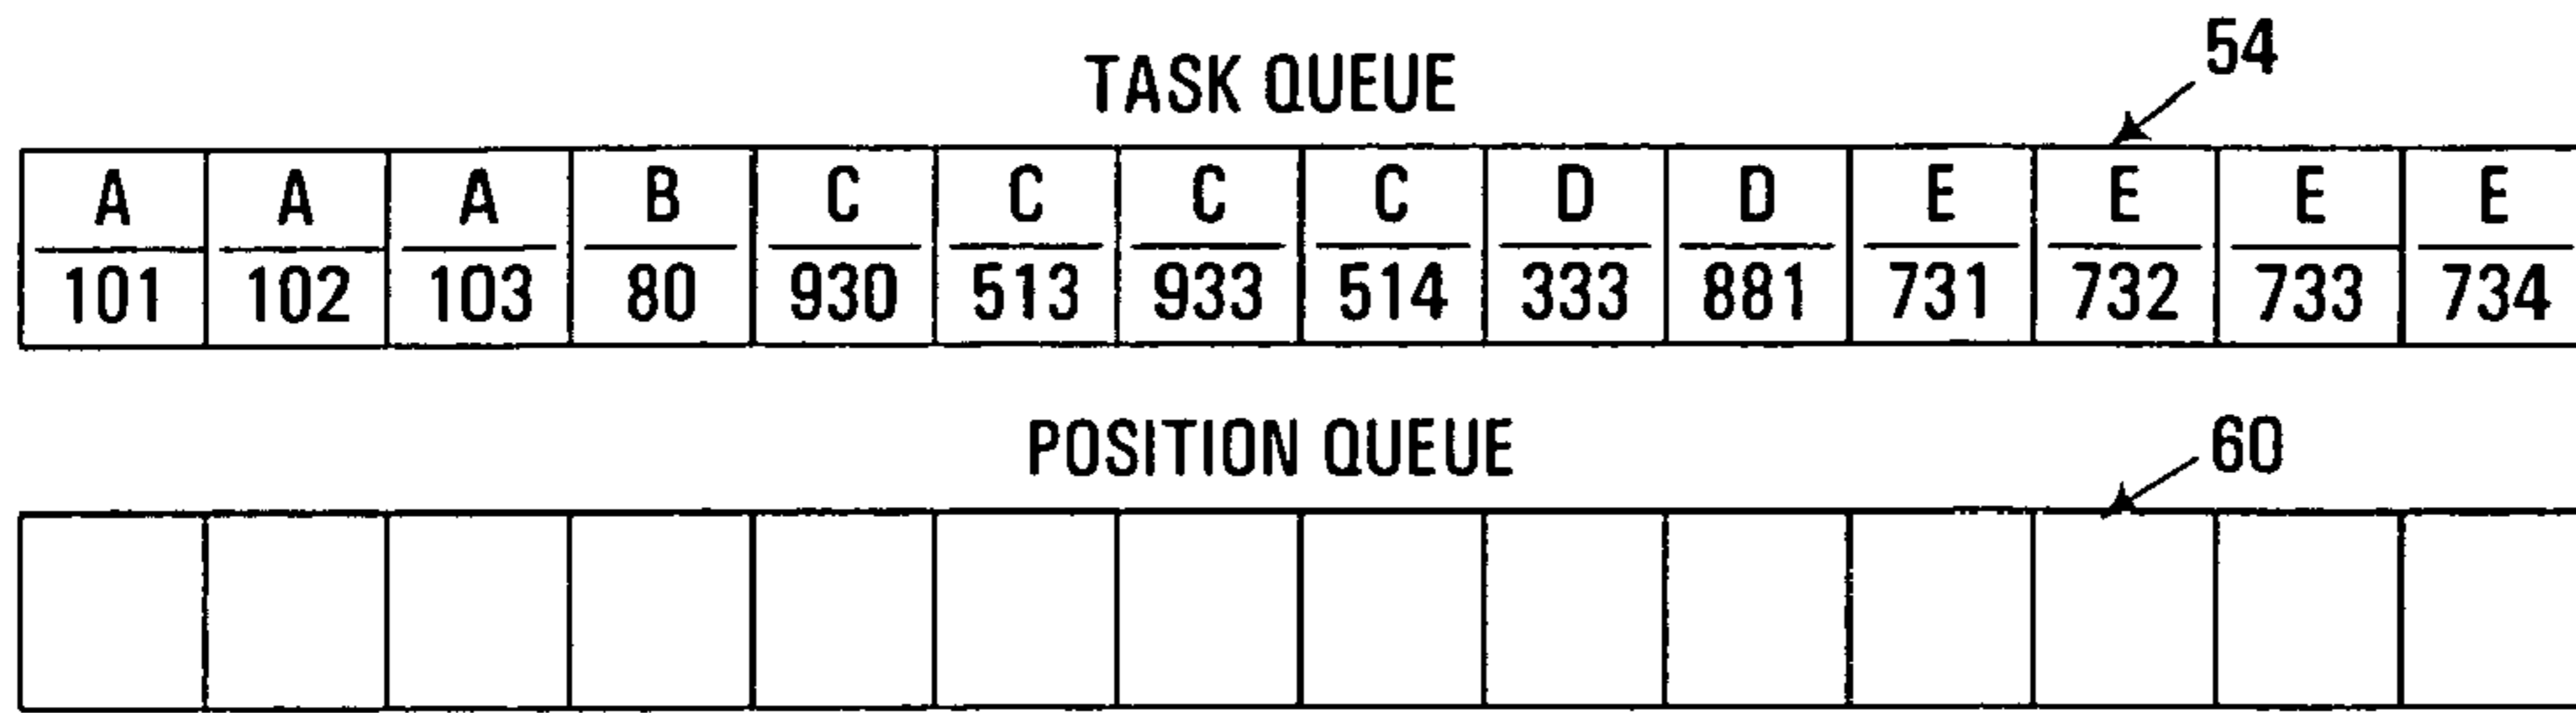 54
TASK QUEUE
A A A B C C C C D D E E E E
101 102 103 80 930 513 933 514 333 881 731 732 733 734
POSITION QUEUE
60